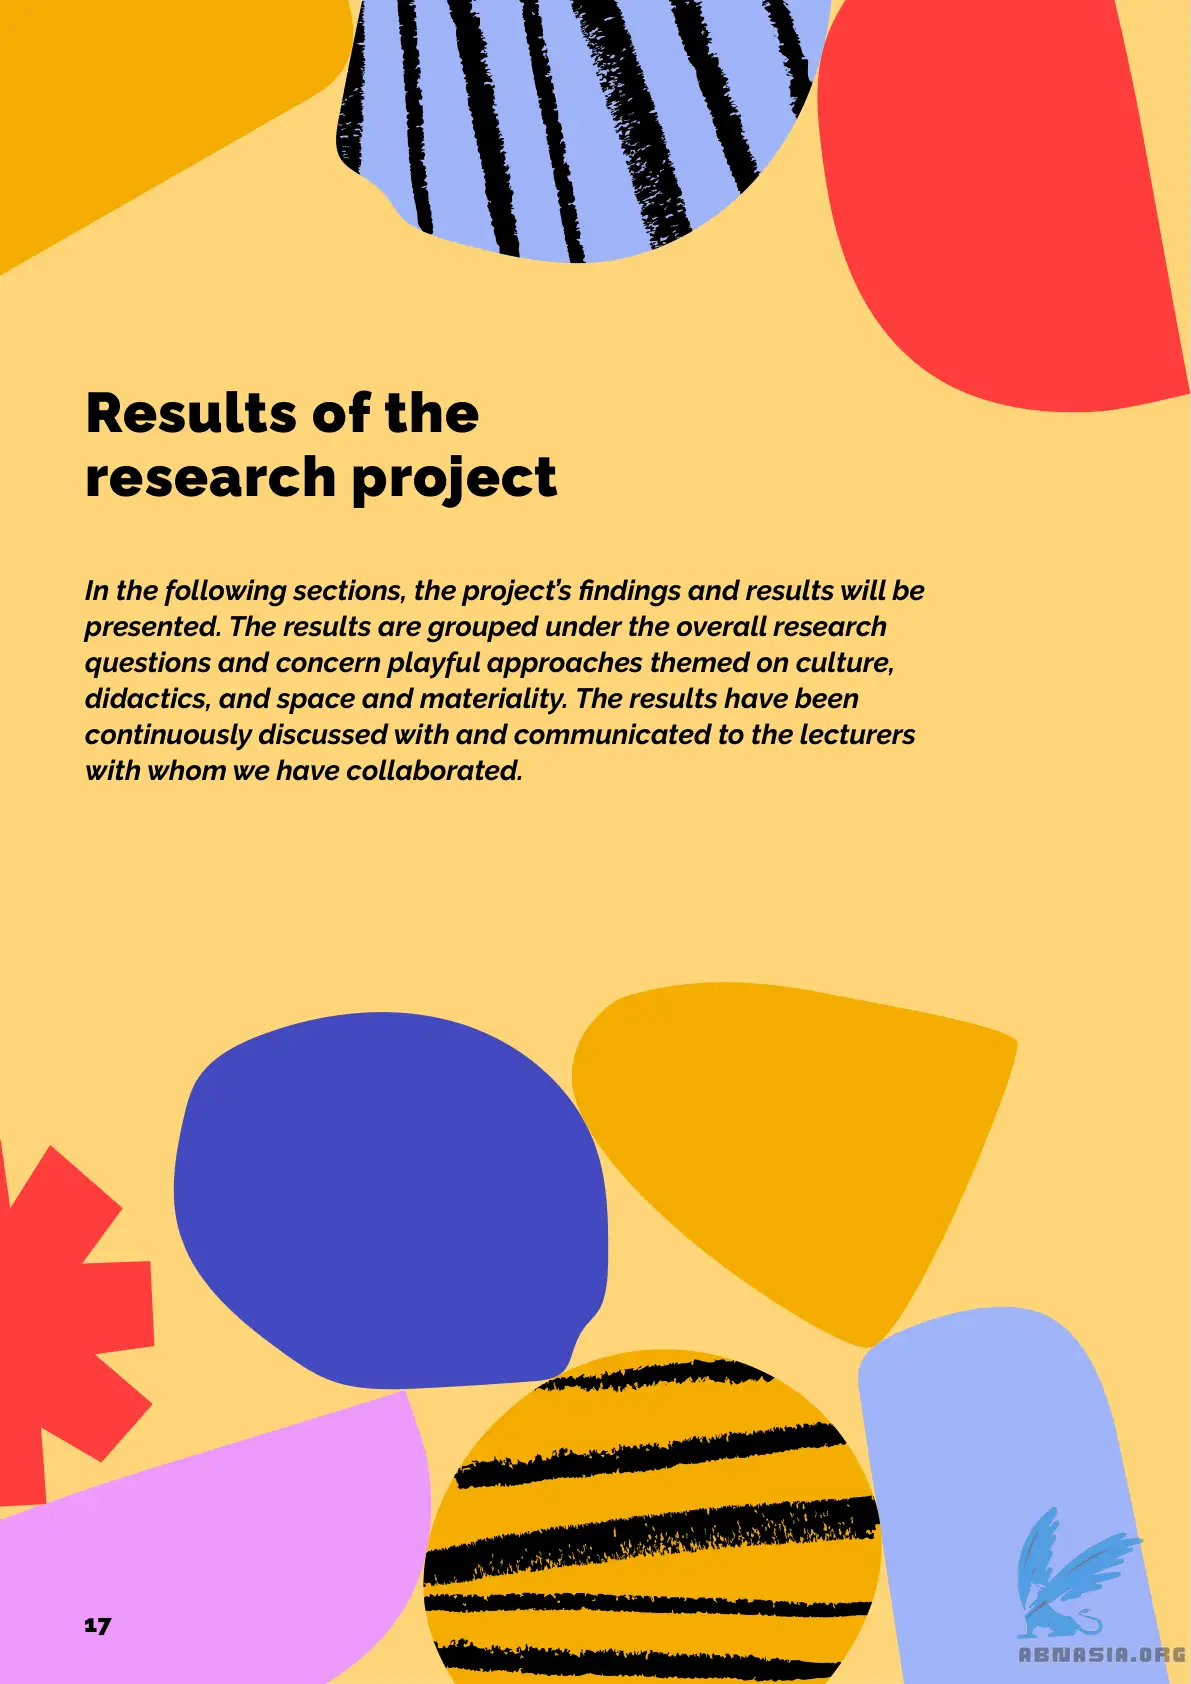 Results of the
research project
In the following sections, the project’s findings and results will be
presented. The results are grouped under the overall research
questions and concern playful approaches themed on culture,
didactics, and space and materiality. The results have been
continuously discussed with and communicated to the lecturers
with whom we have collaborated.
17
ABNASIA.ORG